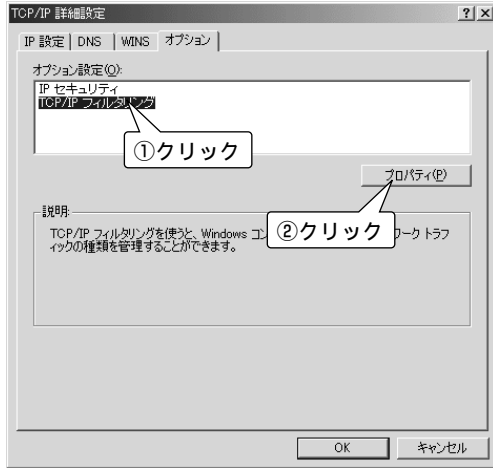 TCP/IP 詳細設定
IP 設定 DNS WINS オプション
オプション設定(O):
IP セキュリティ
TCP/IP フィルタリング
①クリック
プロパティ(P)
説明:
TCP/IP フィルタリングを使うと、Windows コン ワーク トラフ
ィックの種類を管理することができます。
②クリック
OK キャンセル